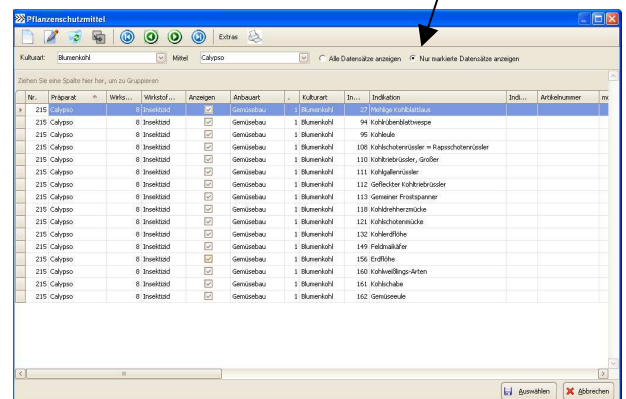 Pflanzenschutzmittel
Extras
Kulturart: Blumenkohl Mittel Calypso Alle Datensätze anzeigen Nur markierte Datensätze anzeigen
Ziehen Sie eine Spalte hier her, um zu Gruppieren
Nr. Präparat Wirks... Wirkstof... Anzeigen Anbauart . Kulturart In... Indikation Indi... Artikelnummer
215 Calypso 8 Insektizid Gemüsebau 1 Blumenkohl 27 Mehlige Kohlblattlaus
215 Calypso 8 Insektizid Gemüsebau 1 Blumenkohl 94 Kohlrübenblattwespe
215 Calypso 8 Insektizid Gemüsebau 1 Blumenkohl 95 Kohleule
215 Calypso 8 Insektizid Gemüsebau 1 Blumenkohl 108 Kohlschotenrüssler = Rapsschotenrüssler
215 Calypso 8 Insektizid Gemüsebau 1 Blumenkohl 110 Kohltriebrüssler, Großer
215 Calypso 8 Insektizid Gemüsebau 1 Blumenkohl 111 Kohlgallenrüssler
215 Calypso 8 Insektizid Gemüsebau 1 Blumenkohl 112 Gefleckter Kohltriebrüssler
215 Calypso 8 Insektizid Gemüsebau 1 Blumenkohl 113 Gemeiner Frostspanner
215 Calypso 8 Insektizid Gemüsebau 1 Blumenkohl 118 Kohldrehherzmücke
215 Calypso 8 Insektizid Gemüsebau 1 Blumenkohl 121 Kohlschotenmücke
215 Calypso 8 Insektizid Gemüsebau 1 Blumenkohl 132 Kohlerdflöhe
215 Calypso 8 Insektizid Gemüsebau 1 Blumenkohl 149 Feldmaikäfer
215 Calypso 8 Insektizid Gemüsebau 1 Blumenkohl 156 Erdflöhe
215 Calypso 8 Insektizid Gemüsebau 1 Blumenkohl 160 Kohlweißlings-Arten
215 Calypso 8 Insektizid Gemüsebau 1 Blumenkohl 161 Kohlschabe
215 Calypso 8 Insektizid Gemüsebau 1 Blumenkohl 162 Gemüseeule
Auswählen Abbrechen